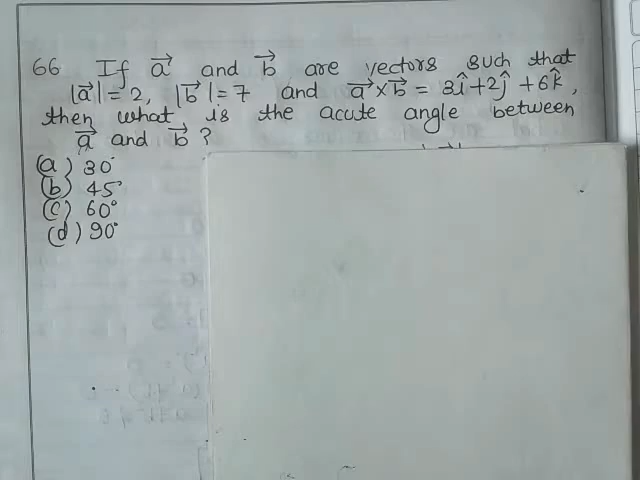 66 If a⃗ and b⃗ are vectors such that
|a⃗| = 2, |b⃗| = 7 and a⃗ × b⃗ = 3î + 2ĵ + 6k̂,
then what is the acute angle between
a⃗ and b⃗ ?
(a) 30°
(b) 45°
(c) 60°
(d) 90°